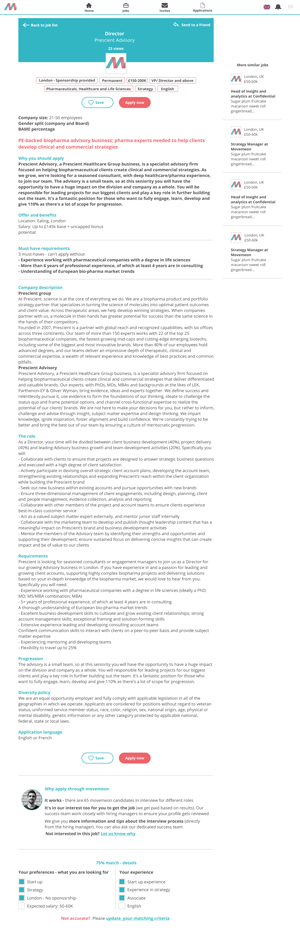 Home
Jobs
Invites
Applications
Back to job list
Send to a friend
Director
Prescient Advisory
23 views
London - Sponsorship provided
Permanent
£150-200K
VP/ Director and above
Pharmaceuticals, Healthcare and Life Sciences
Strategy
English
Save
Apply now
Company size: 21-50 employees
Gender split (company and Board)
BAME percentage
PE-backed biopharma advisory business; pharma experts needed to help clients
develop clinical and commercial strategies
Why you should apply
Prescient Advisory, a Prescient Healthcare Group business, is a specialist advisory firm
focused on helping biopharmaceutical clients create clinical and commercial strategies. As
we grow, we're looking for a seasoned consultant, with deep healthcare/pharma experience,
to join our team. The advisory is a small team, so at this seniority you will have the
opportunity to have a huge impact on the division and company as a whole. You will be
responsible for leading projects for our biggest clients and play a key role in further building
out the team. It's a fantastic position for those who want to fully engage, learn, develop and
give 110% as there's a lot of scope for progression.
Offer and benefits
Location: Ealing, London
Salary: Up to £145k base + uncapped bonus
potential
Must have requirements
3 must-haves - can't apply without
- Experience working with pharmaceutical companies with a degree in life sciences
- More than 8 years of professional experience, of which at least 6 years are in consulting
- Understanding of European bio-pharma market trends
Company description
Prescient group
At Prescient, science is at the core of everything we do. We are a biopharma product and portfolio
strategy partner that specializes in turning the science of molecules into optimal patient outcomes
and client value. Across therapeutic areas, we help develop winning strategies. When companies
partner with us, a molecule in their hands has greater potential for success than the same science in
the hands of their competitors.
Founded in 2007, Prescient is a partner with global reach and recognized capabilities, with six offices
across three continents. Our team of more than 150 experts works with 22 of the top 25
biopharmaceutical companies, the fastest-growing mid-caps and cutting-edge emerging biotechs,
including some of the biggest and most innovative brands. More than 80% of our employees hold
advanced degrees, and our teams deliver an impressive depth of therapeutic, clinical and
commercial expertise, a wealth of relevant experience and knowledge of best practices and common
pitfalls.
Prescient Advisory
Prescient Advisory, a Prescient Healthcare Group business, is a specialist advisory firm focused on
helping biopharmaceutical clients create clinical and commercial strategies that deliver differentiated
and valuable brands. Our experts, with PhDs, MDs, MBAs and backgrounds at the likes of LEK,
Parthenon-EY & Oliver Wyman, bring evidence, ideas and experts together. We define success and
relentlessly pursue it, use evidence to form the foundations of our thinking, ideate to challenge the
status quo and frame potential options, and channel cross-functional expertise to realise the
potential of our clients' brands. We are not here to make your decisions for you, but rather to inform,
challenge and advise through insight, subject matter expertise and design thinking. We impart
knowledge, ignite inspiration, foster alignment and build confidence. We're constantly trying to be
better and bring the best out of our team by ensuring a culture of meritocratic progression.
The role
As a Director, your time will be divided between client business development (40%), project delivery
(40%) and leading Advisory business growth and team development activities (20%). Specifically you
will:
- Collaborate with clients to ensure that projects are designed to answer strategic business questions
and executed with a high degree of client satisfaction
- Actively participate in devising overall strategic client account plans, developing the account team,
strengthening existing relationships and expanding Prescient's reach within the client organization
while building the Prescient brand
- Seek out new business within existing accounts and pursue opportunities with new brands
- Ensure three-dimensional management of client engagements, including design, planning, client
and people management, evidence collection, analysis and reporting
- Collaborate with other members of the project and account teams to ensure clients experience
best-in-class customer service
- Act as a valued subject matter expert externally, and mentor junior staff internally
- Collaborate with the marketing team to develop and publish thought leadership content that has a
meaningful impact on Prescient's brand and business development activities
- Mentor the members of the Advisory team by identifying their strengths and opportunities and
supporting their development; ensure sustained focus on delivering concise insights than can create
impact and be of value to our clients
Requirements
Prescient is looking for seasoned consultants or engagement managers to join us as a Director for
our growing Advisory business in London. If you have experience in and a passion for leading and
growing client accounts, supporting clients in complex biopharma projects and delivering solutions
based on your in-depth knowledge of the biopharma market, we would love to hear from you.
Specifically you will need:
- Experience working with pharmaceutical companies with a degree in life sciences (ideally a PhD;
MD; MS/MBA combination; MBA)
- 5+ years of professional experience, of which at least 6 years are in consulting
A thorough understanding of European bio-pharma market trends
- Excellent business development skills to cultivate and grow existing client relationships, strong
account management skills; exceptional training and solution-framing skills
- Extensive experience leading and developing consulting account teams
Confident communication skills to interact with clients on a peer-to-peer basis and provide subject
matter expertise
- Experiencing mentoring and developing teams
- Flexibility to travel up to 25%
Progression
The advisory is a small team, so at this seniority you will have the opportunity to have a huge impact
on the division and company as a whole. You will be responsible for leading projects for our biggest
clients and play a key role in further building out the team. It's a fantastic position for those who
want to fully engage, learn, develop and give 110% as there's a lot of scope for progression.
Diversity policy
We are an equal opportunity employer and fully comply with applicable legislation in all of the
geographies in which we operate. Applicants are considered for positions without regard to veteran
status, uniformed service member status, race, color, religion, sex, national origin, age, physical or
mental disability, genetic information or any other category protected by applicable national,
federal, state or local laws.
Application language
English or French
Save
Apply now
Why apply through movemeon
It works - there are 65 movemeon candidates in interview for different roles
It's in our interest too for you to get the job (we get paid based on results). Our
success team work closely with hiring managers to ensure your profile gets reviewed
We give you more information and tips about the interview process (directly
from the hiring manager). You can also ask our dedicated success team
Not interested in this job? Let us know why
75% match - details
Your preferences - what you are looking for
Your experience
Start up
Start up experience
Strategy
Experience in strategy
London - No sponsorship
Associate
Expected salary: 50-60K
English
Not accurate? Please update your matching criteria
More similar jobs
London, UK
£50-60k
Head of Insight and
analytics at Confidential
Sugar plum fruitcake
macaroon sweet roll
gingerbread...
London, UK
£50-60k
Strategy Manager at
Movemeon
Sugar plum fruitcake
macaroon sweet roll
gingerbread...
London, UK
£50-60k
Head of Insight and
analytics at Confidential
Sugar plum fruitcake
macaroon sweet roll
gingerbread...
London, UK
£50-60k
Strategy Manager at
Movemeon
Sugar plum fruitcake
macaroon sweet roll
gingerbread...